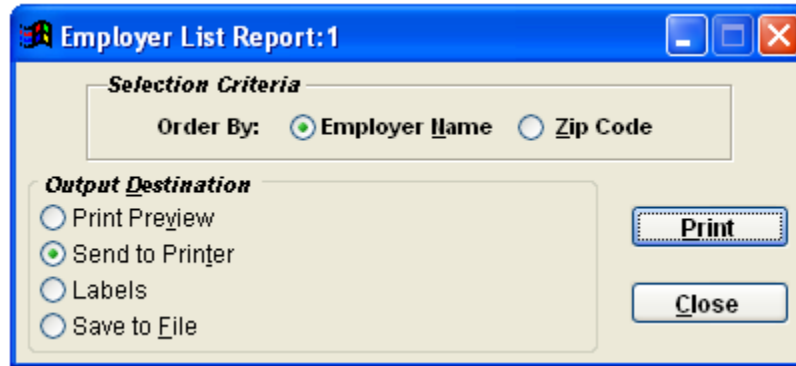 Employer List Report:1
Selection Criteria
Order By: Employer Name Zip Code
Output Destination
Print Preview
Send to Printer
Labels
Save to File
Print
Close